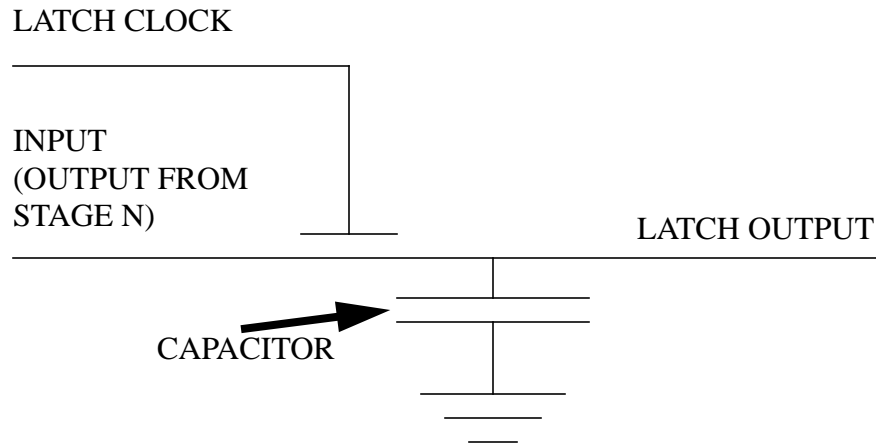 LATCH CLOCK
INPUT
(OUTPUT FROM
STAGE N)
LATCH OUTPUT
CAPACITOR